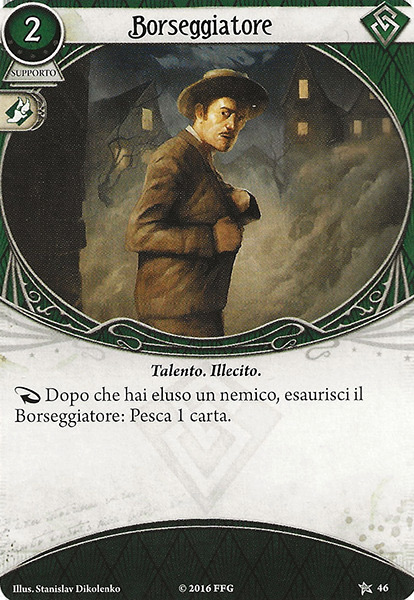 Borseggiatore
2
SUPPORTO
Talento. Illecito.
Dopo che hai eluso un nemico, esaurisci il
Borseggiatore: Pesca 1 carta.
Illus. Stanislav Dikolenko
© 2016 FFG
46